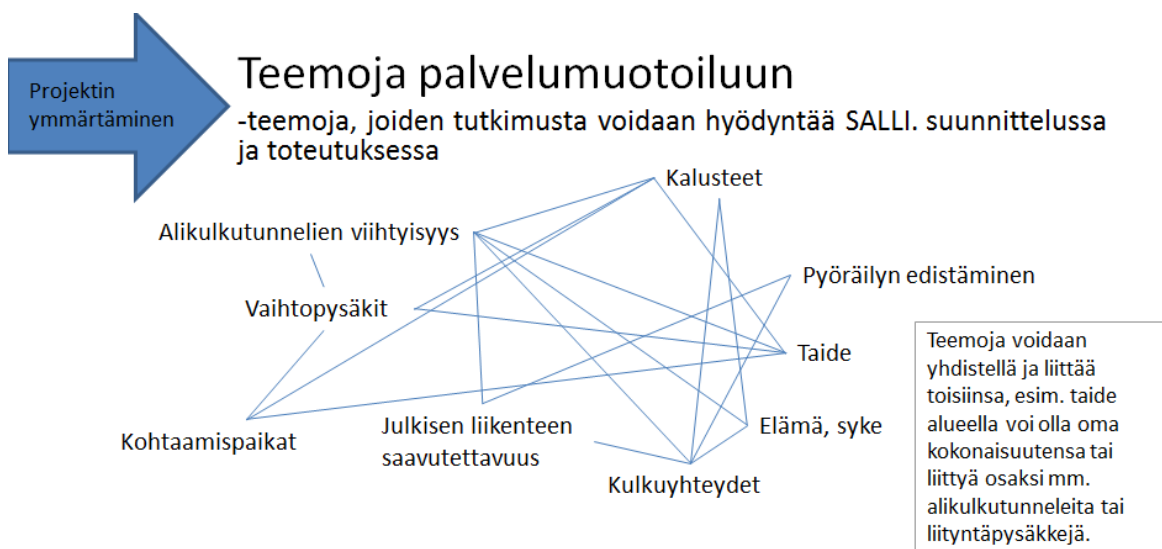 Projektin
ymmärtäminen
Teemoja palvelumuotoiluun
-teemoja, joiden tutkimusta voidaan hyödyntää SALLI. suunnittelussa
ja toteutuksessa
Kalusteet
Alikulkutunnelien viihtyisyys
Pyöräilyn edistäminen
Vaihtopysäkit
Taide
Kohtaamispaikat
Julkisen liikenteen
saavutettavuus
Elämä, syke
Kulkuyhteydet
Teemoja voidaan
yhdistellä ja liittää
toisiinsa, esim. taide
alueella voi olla oma
kokonaisuutensa tai
liittyä osaksi mm.
alikulkutunneleita tai
liityntäpysäkkejä.